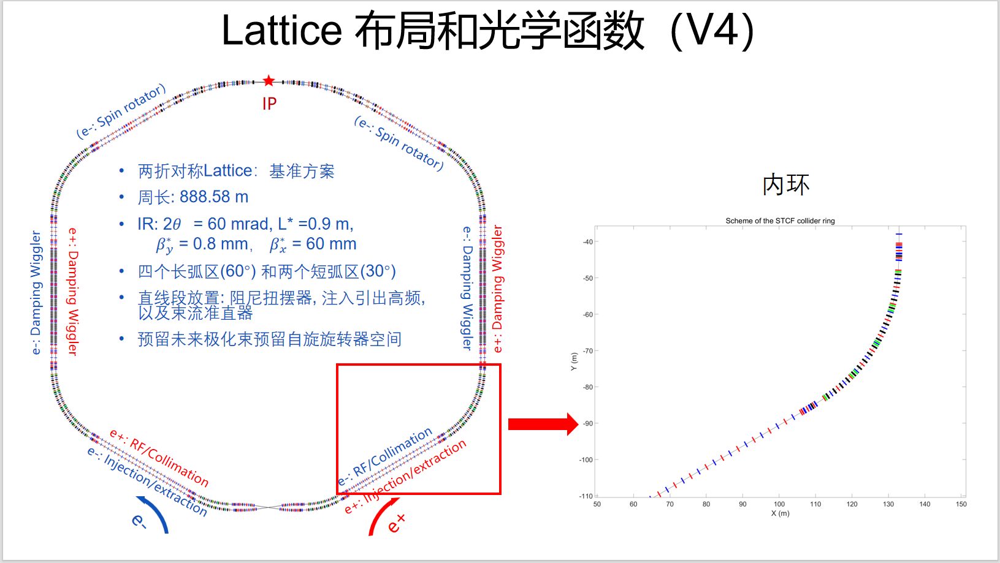 Lattice 布局和光学函数（V4）
IP
(e-: Spin rotator)
(e-: Spin rotator)
• 两折对称Lattice： 基准方案
• 周长: 888.58 m
• IR: 2θ = 60 mrad, L* =0.9 m,
β*y = 0.8 mm， β*x = 60 mm
• 四个长弧区(60°) 和两个短弧区(30°)
• 直线段放置: 阻尼扭摆器, 注入引出高频,
以及束流准直器
• 预留未来极化束预留自旋旋转器空间
e-: Damping Wiggler
e+: Damping Wiggler
e-: Damping Wiggler
e+: Damping Wiggler
e+: RF/Collimation
e-: Injection/extraction
e-: RF/Collimation
e+: Injection/extraction
e-
e+
内环
Scheme of the STCF collider ring
-40
-50
-60
-70
-80
-90
-100
-110
Y (m)
50 60 70 80 90 100 110 120 130 140 150
X (m)